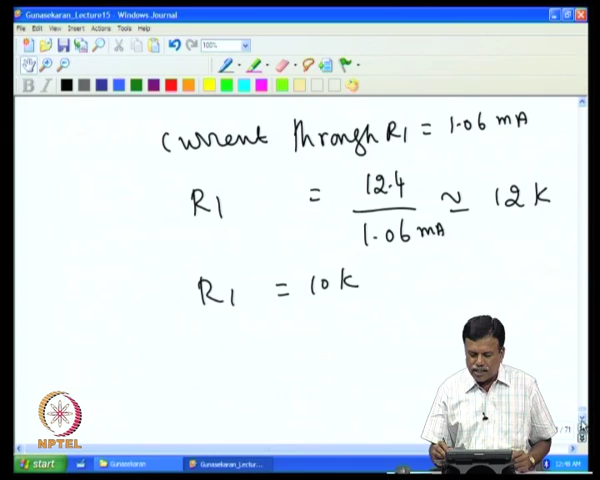 Gunasekaran_Lecture15 - Windows Journal
File Edit View Insert Actions Tools Help
100%
B I
current through R1 = 1.06 mA
R1 = 12.4 / 1.06 mA ≃ 12 K
R1 = 10 K
NPTEL
/ 71
start Gunasekaran Gunasekaran_Lectur... 12:48 AM